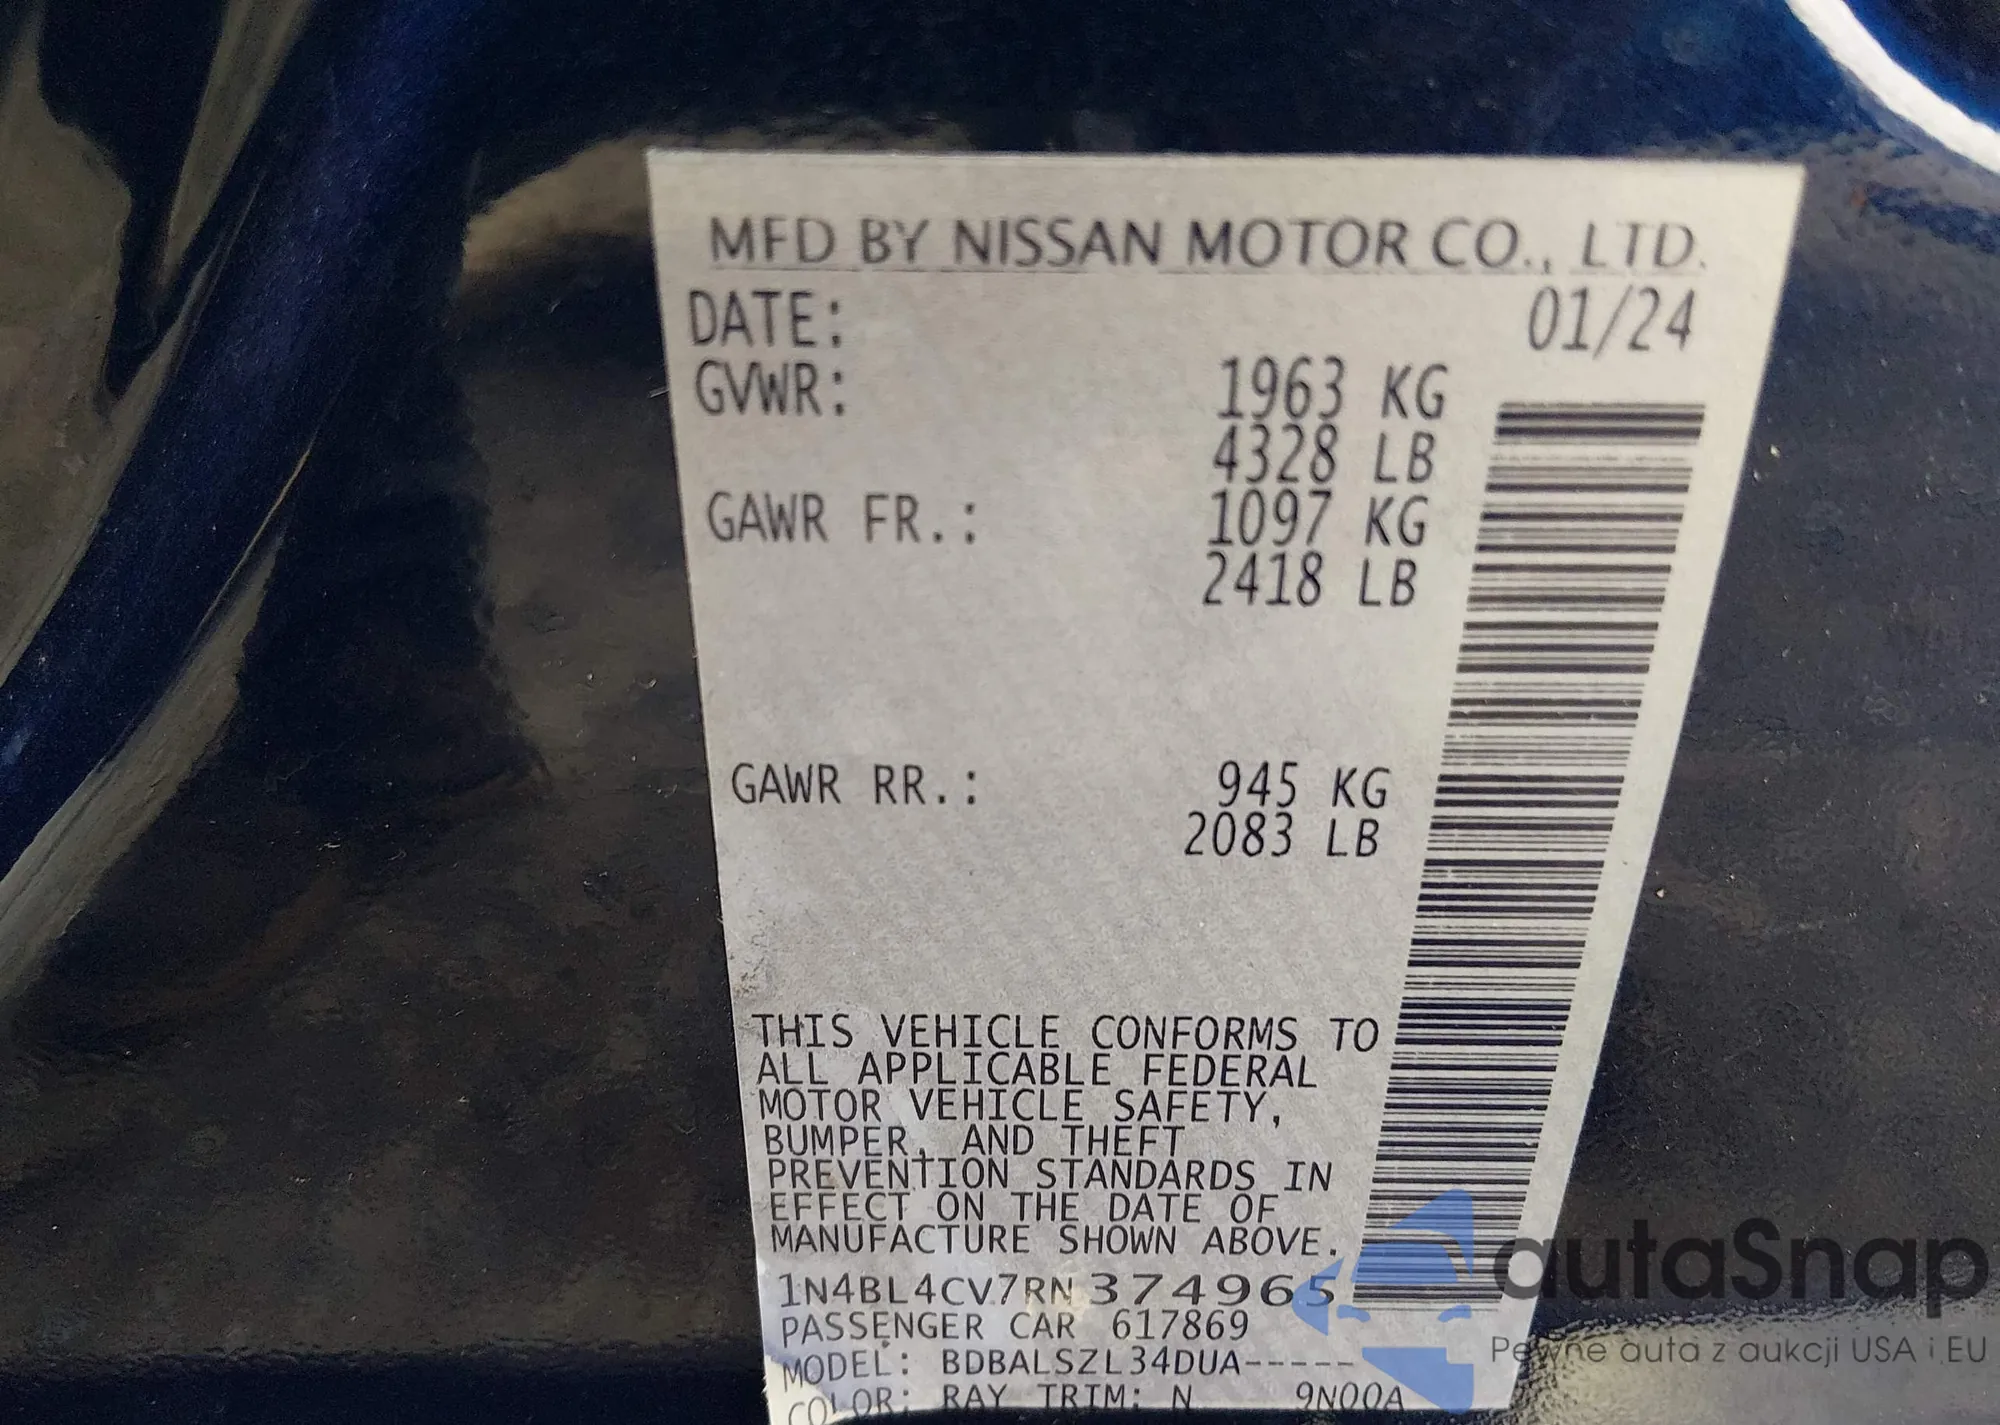 MFD BY NISSAN MOTOR CO., LTD.
DATE: 01/24
GVWR: 1963 KG
4328 LB
GAWR FR.: 1097 KG
2418 LB
GAWR RR.: 945 KG
2083 LB
THIS VEHICLE CONFORMS TO
ALL APPLICABLE FEDERAL
MOTOR VEHICLE SAFETY,
BUMPER, AND THEFT
PREVENTION STANDARDS IN
EFFECT ON THE DATE OF
MANUFACTURE SHOWN ABOVE.
1N4BL4CV7RN374965
PASSENGER CAR 617869
MODEL: BDBALSZL34DUA-----
COLOR: RAY TRIM: N 9N00A
autaSnap
Pewne auta z aukcji USA i EU